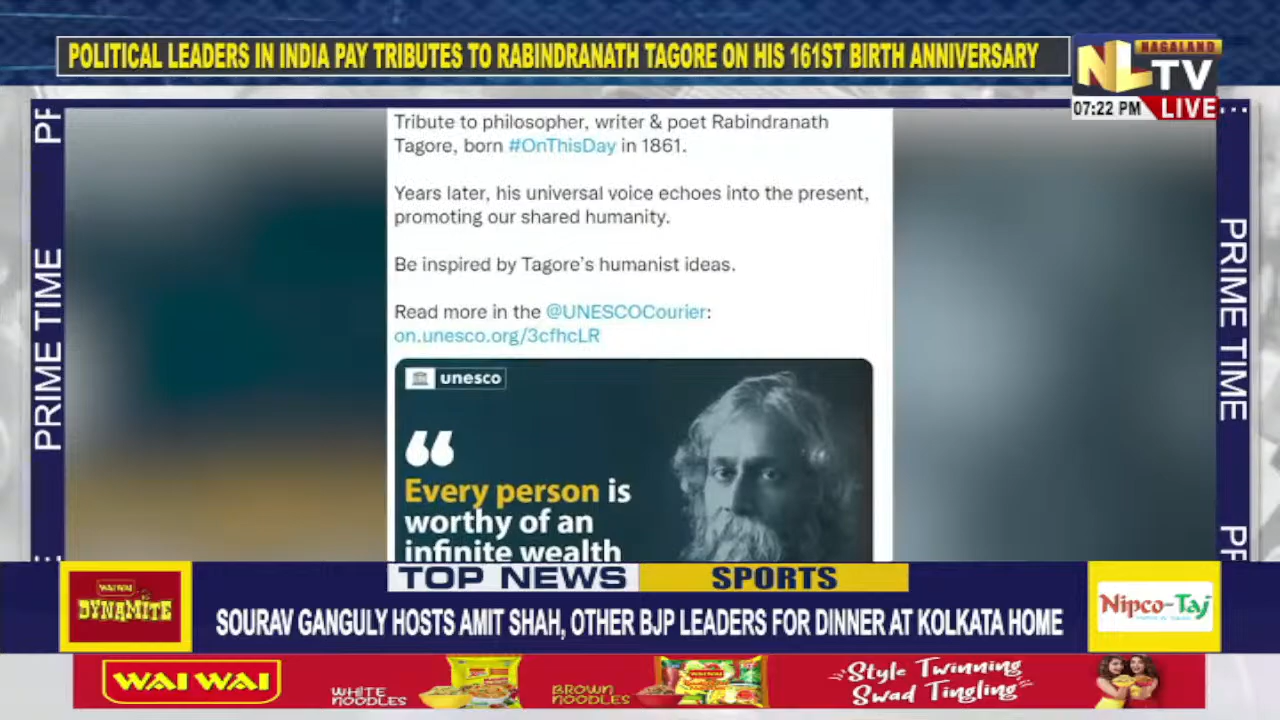 POLITICAL LEADERS IN INDIA PAY TRIBUTES TO RABINDRANATH TAGORE ON HIS 161ST BIRTH ANNIVERSARY
NAGALAND
NLTV
07:22 PM LIVE
Tribute to philosopher, writer & poet Rabindranath
Tagore, born #OnThisDay in 1861.
Years later, his universal voice echoes into the present,
promoting our shared humanity.
Be inspired by Tagore's humanist ideas.
Read more in the @UNESCOCourier:
on.unesco.org/3cfhcLR
unesco
“
Every person is
worthy of an
infinite wealth
PRIME TIME
PRIME TIME
TOP NEWS
SPORTS
WAI WAI
DYNAMITE
SOURAV GANGULY HOSTS AMIT SHAH, OTHER BJP LEADERS FOR DINNER AT KOLKATA HOME
Nipco-Taj
WAI WAI
WHITE
NOODLES
BROWN
NOODLES
Style Twinning
Swad Tingling